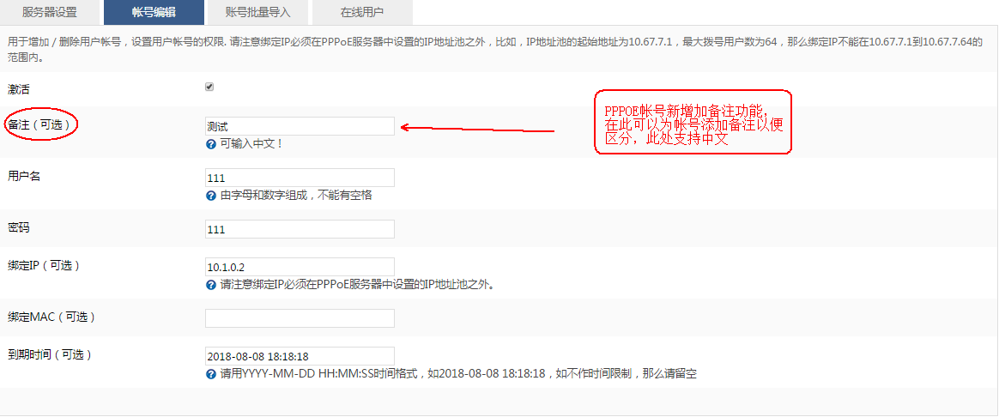 服务器设置 帐号编辑 账号批量导入 在线用户
用于增加 / 删除用户帐号，设置用户帐号的权限. 请注意绑定IP必须在PPPoE服务器中设置的IP地址池之外，比如，IP地址池的起始地址为10.67.7.1，最大拨号用户数为64，那么绑定IP不能在10.67.7.1到10.67.7.64的
范围内。
激活
备注（可选）
测试
可输入中文！
PPPOE帐号新增加备注功能，
在此可以为帐号添加备注以便
区分，此处支持中文
用户名
111
由字母和数字组成，不能有空格
密码
111
绑定IP（可选）
10.1.0.2
请注意绑定IP必须在PPPoE服务器中设置的IP地址池之外。
绑定MAC（可选）
到期时间（可选）
2018-08-08 18:18:18
请用YYYY-MM-DD HH:MM:SS时间格式，如2018-08-08 18:18:18，如不作时间限制，那么请留空